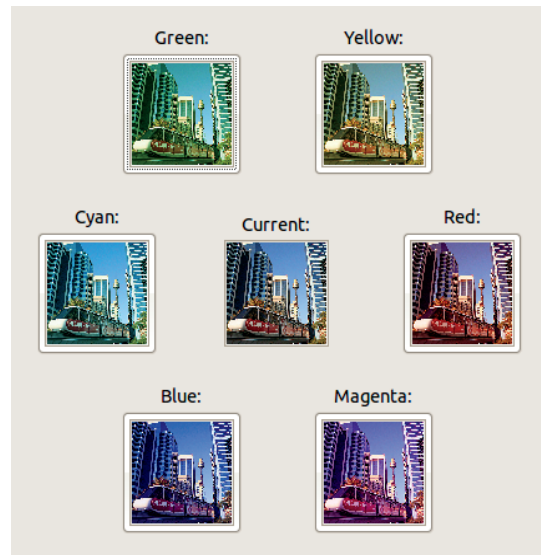 Green:
Yellow:
Cyan:
Current:
Red:
Blue:
Magenta: